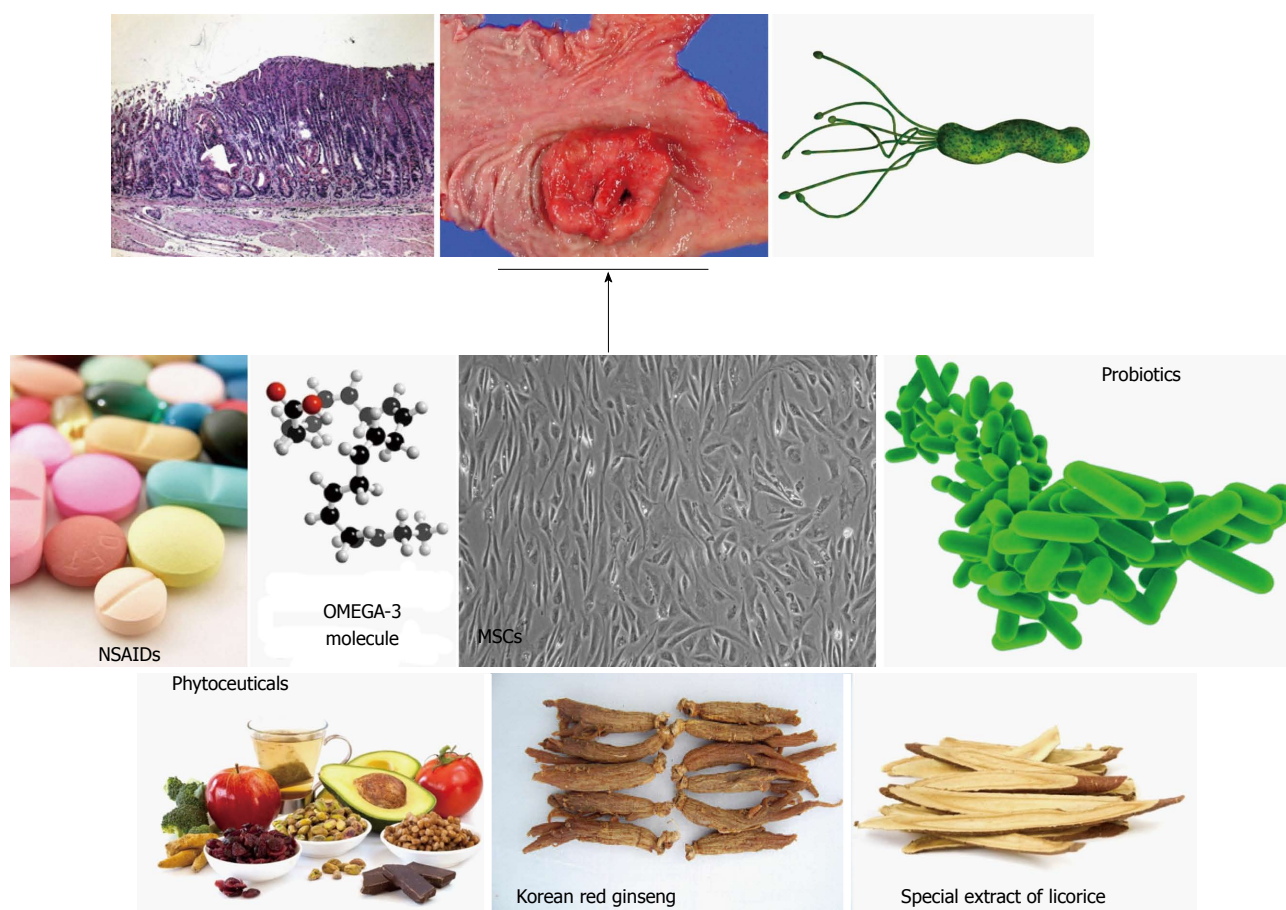 Probiotics
OMEGA-3
molecule
MSCs
NSAIDs
Phytoceuticals
Korean red ginseng
Special extract of licorice